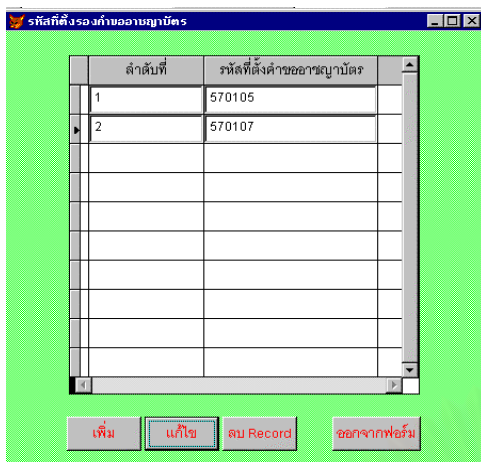 รหัสที่ตั้งรองคำขออาชญาบัตร
ลำดับที่ รหัสที่ตั้งคำขออาชญาบัตร
1 570105
2 570107
เพิ่ม แก้ไข ลบ Record ออกจากฟอร์ม